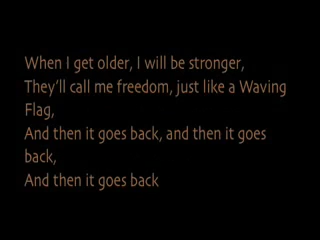 When I get older, I will be stronger,
They'll call me freedom, just like a Waving
Flag,
And then it goes back, and then it goes
back,
And then it goes back